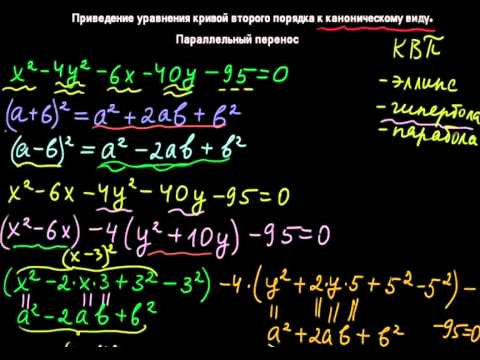 Приведение уравнения кривой второго порядка к каноническому виду.
Параллельный перенос
КВП
- эллипс
- гипербола
- парабола
x² - 4y² - 6x - 40y - 95 = 0
(a + b)² = a² + 2ab + b²
(a - b)² = a² - 2ab + b²
x² - 6x - 4y² - 40y - 95 = 0
(x² - 6x) - 4(y² + 10y) - 95 = 0
(x - 3)²
(x² - 2·x·3 + 3² - 3²) - 4·(y² + 2·y·5 + 5² - 5²) -
a² - 2ab + b²
a² + 2ab + b²
-95=0